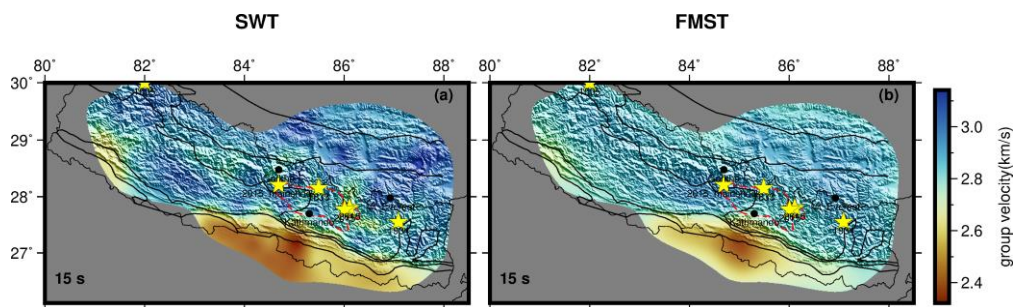 SWT FMST
80° 82° 84° 86° 88° 80° 82° 84° 86° 88°
30°
29°
28°
27°
(a)
(b)
Kathmandu
15 s
15 s
3.0
2.8
2.6
2.4
group velocity(km/s)